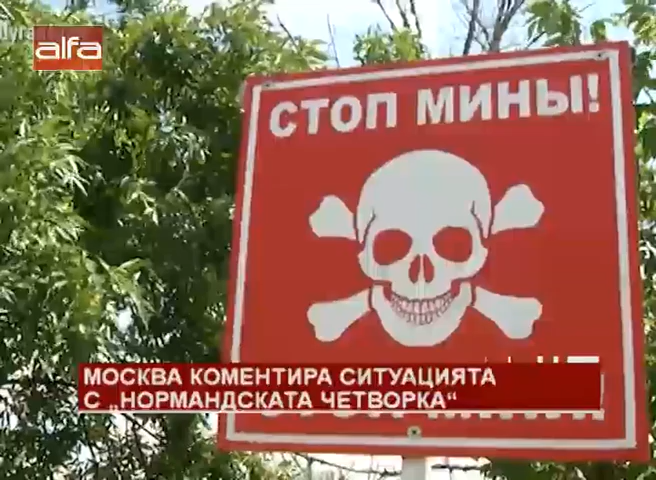 alfa
СТОП МИНЫ!
МОСКВА КОМЕНТИРА СИТУАЦИЯТА
С „НОРМАНДСКАТА ЧЕТВОРКА“